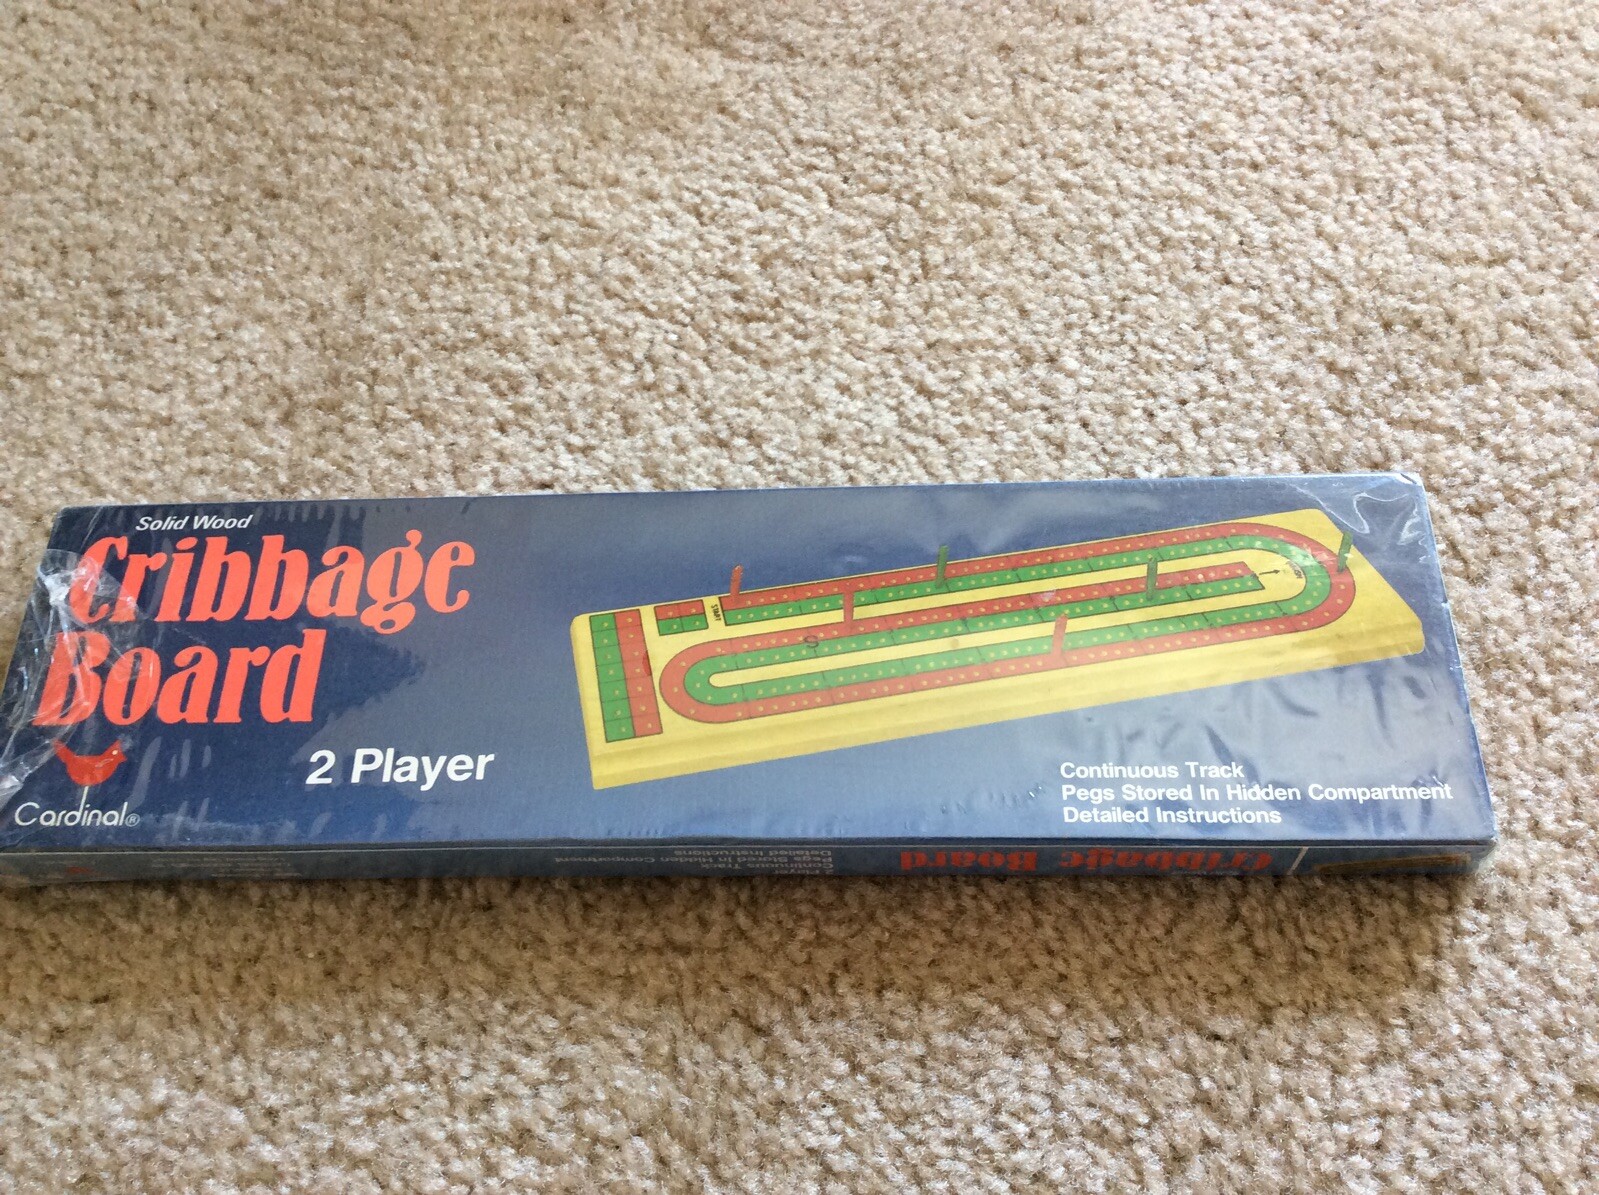 Solid Wood
Cribbage
Board
2 Player
Cardinal®
START
Continuous Track
Pegs Stored In Hidden Compartment
Detailed Instructions
Cribbage Board
2 Player
Continuous Track
Pegs Stored In Hidden Compartment
Detailed Instructions